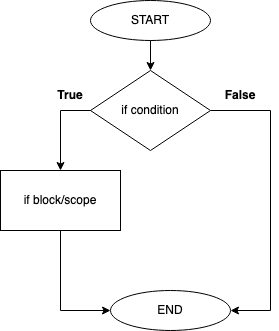 START
True
if condition
False
if block/scope
END